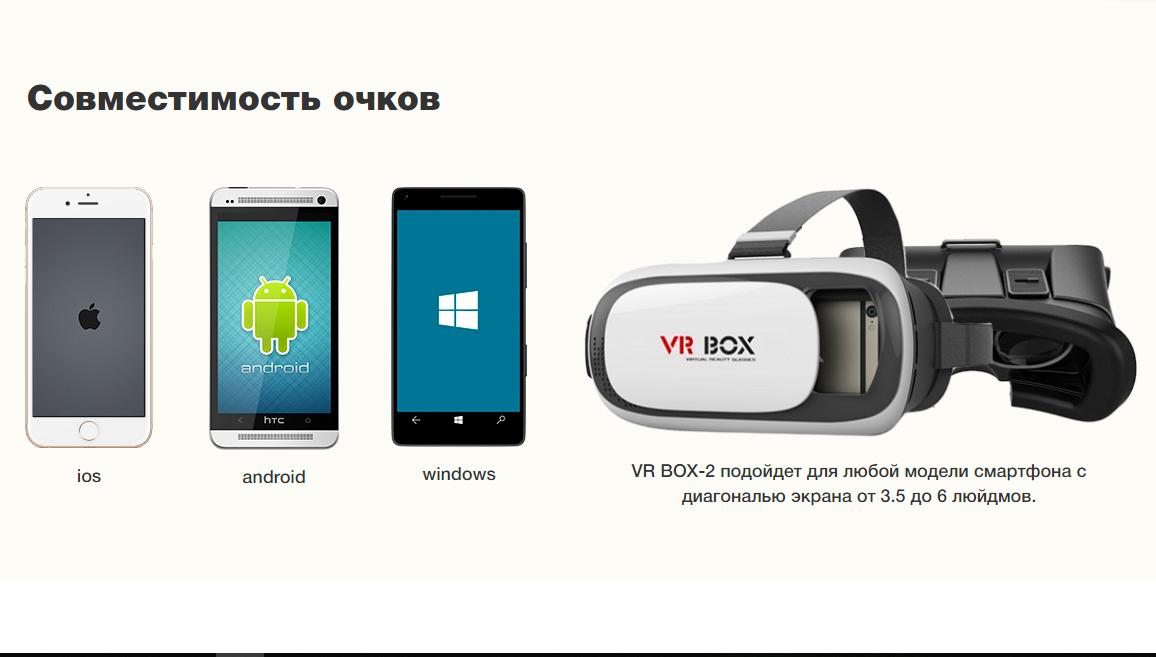 Совместимость очков
android
hTC
VR BOX
VIRTUAL REALITY GLASSES
ios
android
windows
VR BOX-2 подойдет для любой модели смартфона с
диагональю экрана от 3.5 до 6 люйдмов.